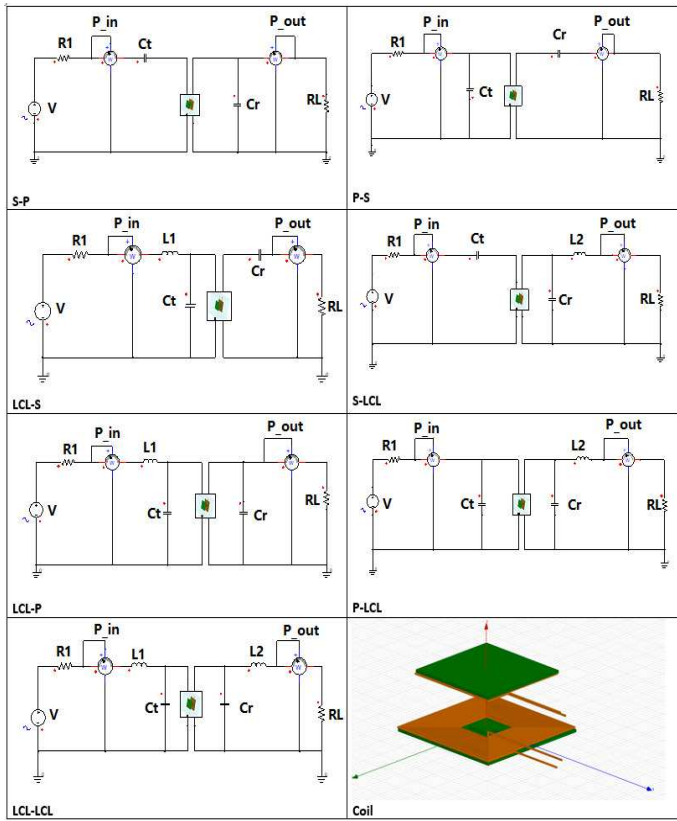 P_in P_out
R1 Ct
V Cr RL
S-P
P_in P_out
R1 Cr
V Ct RL
P-S
P_in P_out
R1 L1 Cr
V Ct RL
LCL-S
P_in P_out
R1 Ct L2
V Cr RL
S-LCL
P_in P_out
R1 L1
V Ct Cr RL
LCL-P
P_in P_out
R1 L2
V Ct Cr RL
P-LCL
P_in P_out
R1 L1 L2
V Ct Cr RL
LCL-LCL
Coil